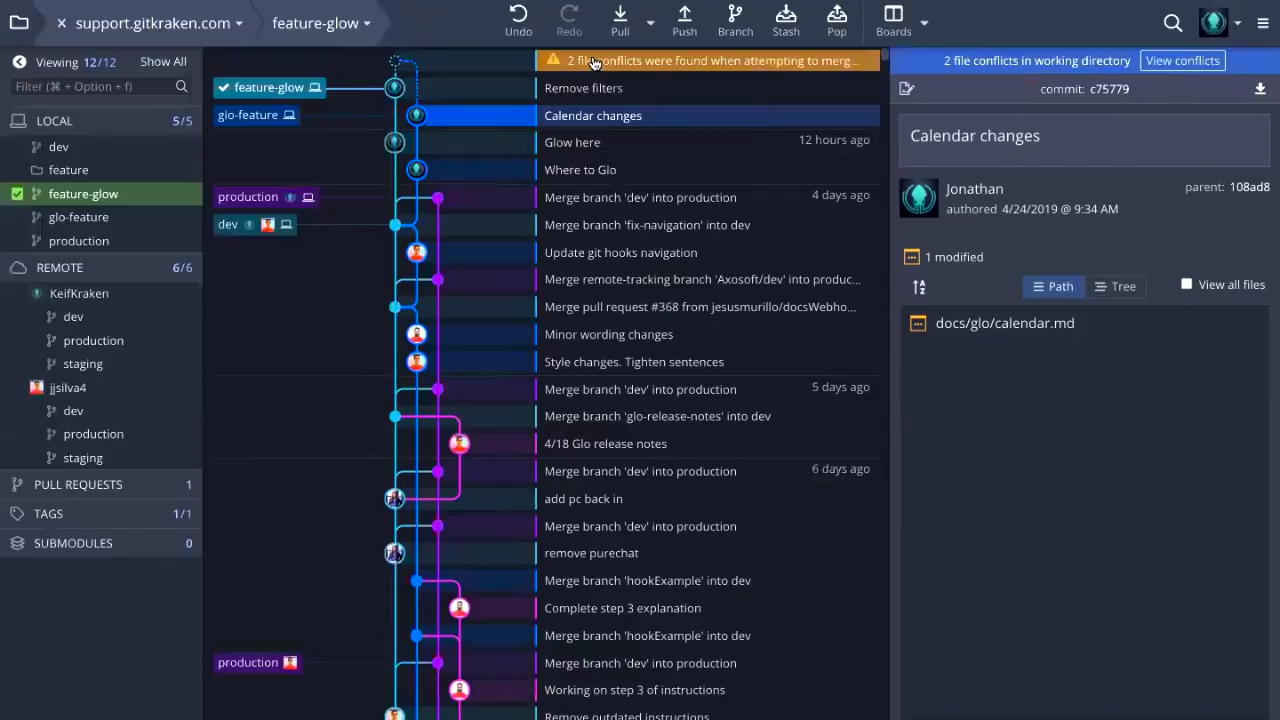 support.gitkraken.com
feature-glow
Undo
Redo
Pull
Push
Branch
Stash
Pop
Boards
Viewing 12/12
Show All
Filter (⌘ + Option + f)
LOCAL 5/5
dev
feature
feature-glow
glo-feature
production
REMOTE 6/6
KeifKraken
dev
production
staging
jjsilva4
dev
production
staging
PULL REQUESTS 1
TAGS 1/1
SUBMODULES 0
feature-glow
glo-feature
production
dev
production
2 file conflicts were found when attempting to merg...
Remove filters
Calendar changes
Glow here 12 hours ago
Where to Glo
Merge branch 'dev' into production 4 days ago
Merge branch 'fix-navigation' into dev
Update git hooks navigation
Merge remote-tracking branch 'Axosoft/dev' into produc...
Merge pull request #368 from jesusmurillo/docsWebho...
Minor wording changes
Style changes. Tighten sentences
Merge branch 'dev' into production 5 days ago
Merge branch 'glo-release-notes' into dev
4/18 Glo release notes
Merge branch 'dev' into production 6 days ago
add pc back in
Merge branch 'dev' into production
remove purechat
Merge branch 'hookExample' into dev
Complete step 3 explanation
Merge branch 'hookExample' into dev
Merge branch 'dev' into production
Working on step 3 of instructions
Remove outdated instructions
2 file conflicts in working directory
View conflicts
commit: c75779
Calendar changes
Jonathan
authored 4/24/2019 @ 9:34 AM
parent: 108ad8
1 modified
Path
Tree
View all files
docs/glo/calendar.md